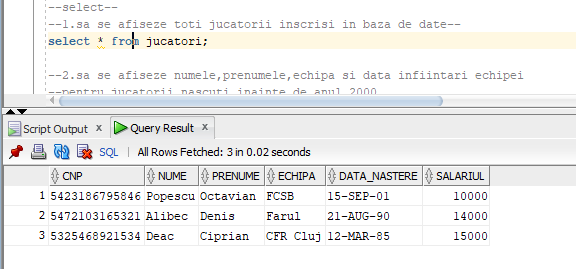 --select--
--1.sa se afiseze toti jucatorii inscrisi in baza de date--
select * from jucatori;
--2.sa se afiseze numele,prenumele,echipa si data infiintari echipei
--pentru jucatorii nascuti inainte de anul 2000
Script Output x Query Result x
SQL | All Rows Fetched: 3 in 0.02 seconds
CNP NUME PRENUME ECHIPA DATA_NASTERE SALARIUL
1 5423186795846 Popescu Octavian FCSB 15-SEP-01 10000
2 5472103165321 Alibec Denis Farul 21-AUG-90 14000
3 5325468921534 Deac Ciprian CFR Cluj 12-MAR-85 15000